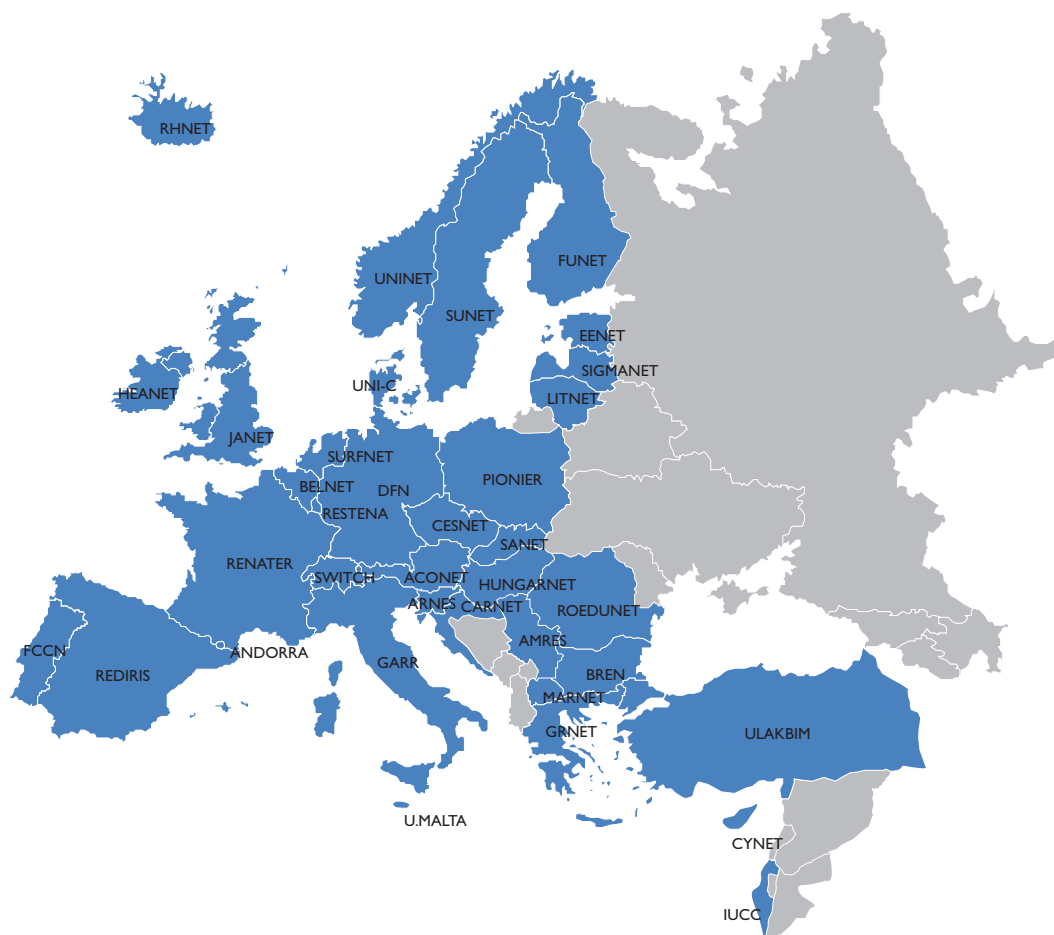 RHNET
UNINET
FUNET
SUNET
EENET
SIGMANET
UNI-C
HEANET
LITNET
JANET
SURFNET
BELNET
DFN
PIONIER
RESTENA
CESNET
SANET
RENATER
SWITCH
ACONET
HUNGARNET
ARNES
CARNET
ROEDUNET
AMRES
FCCN
ANDORRA
GARR
REDIRIS
BREN
MARNET
GRNET
ULAKBIM
U.MALTA
CYNET
IUCC